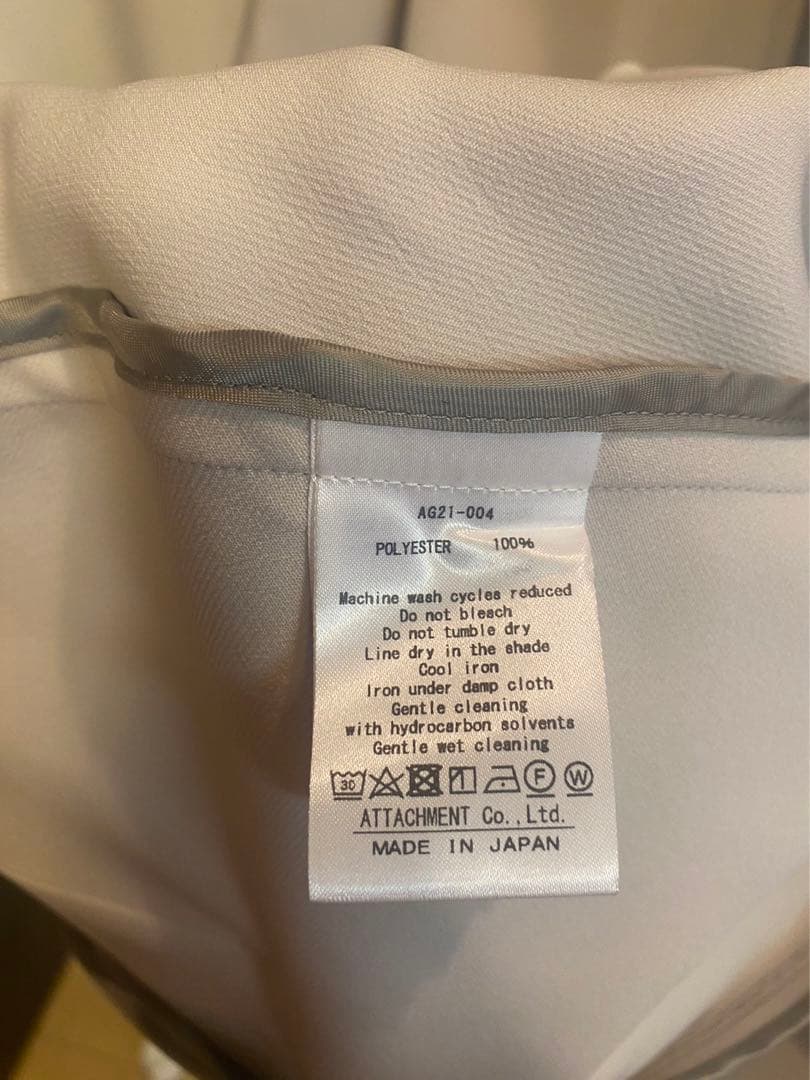 AG21-004
POLYESTER 100%
Machine wash cycles reduced
Do not bleach
Do not tumble dry
Line dry in the shade
Cool iron
Iron under damp cloth
Gentle cleaning
with hydrocarbon solvents
Gentle wet cleaning
30 F W
ATTACHMENT Co.,Ltd.
MADE IN JAPAN